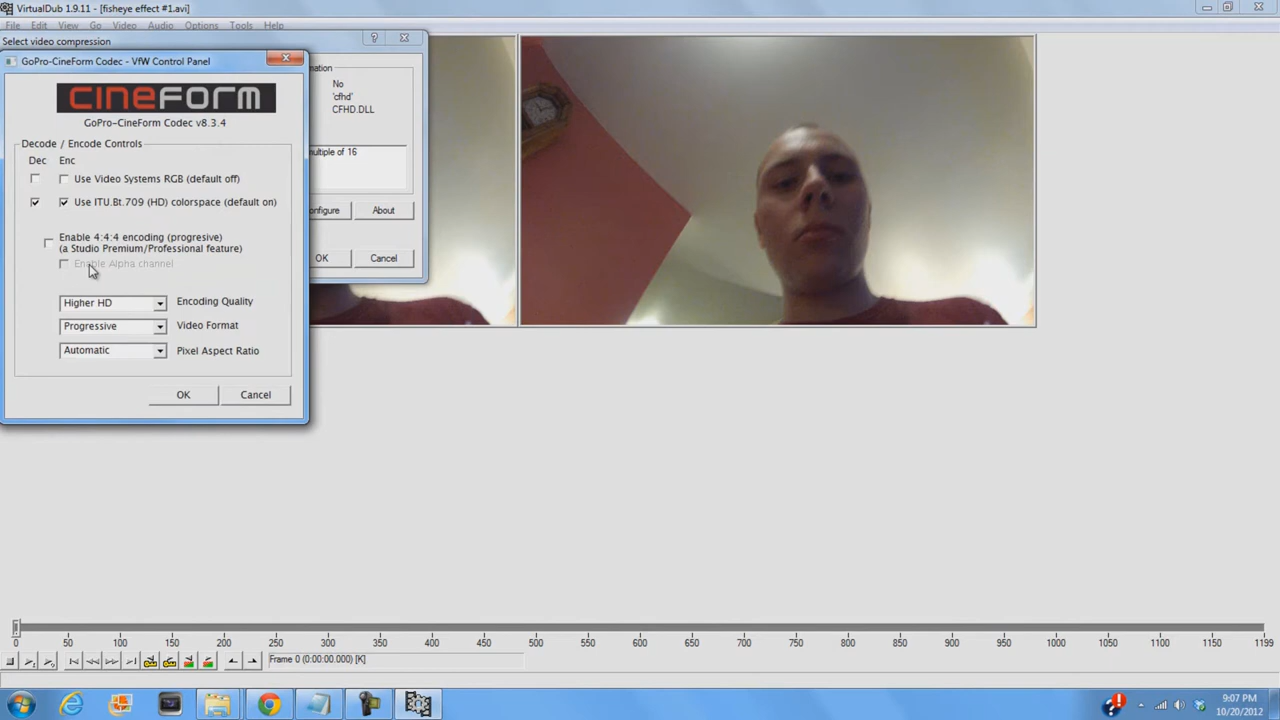 VirtualDub 1.9.11 - [fisheye effect #1.avi]
File Edit View Go Video Audio Options Tools Help
Select video compression
GoPro-CineForm Codec - VfW Control Panel
CINEFORM
GoPro-CineForm Codec v8.3.4
Decode / Encode Controls
Dec Enc
Use Video Systems RGB (default off)
Use ITU.Bt.709 (HD) colorspace (default on)
Enable 4:4:4 encoding (progresive)
(a Studio Premium/Professional feature)
Enable Alpha channel
Higher HD Encoding Quality
Progressive Video Format
Automatic Pixel Aspect Ratio
OK Cancel
No
'cfhd'
CFHD.DLL
multiple of 16
About
OK Cancel
0 50 100 150 200 250 300 350 400 450 500 550 600 650 700 750 800 850 900 950 1000 1050 1100 1150 1199
Frame 0 (0:00:00.000) [K]
9:07 PM
10/20/2012